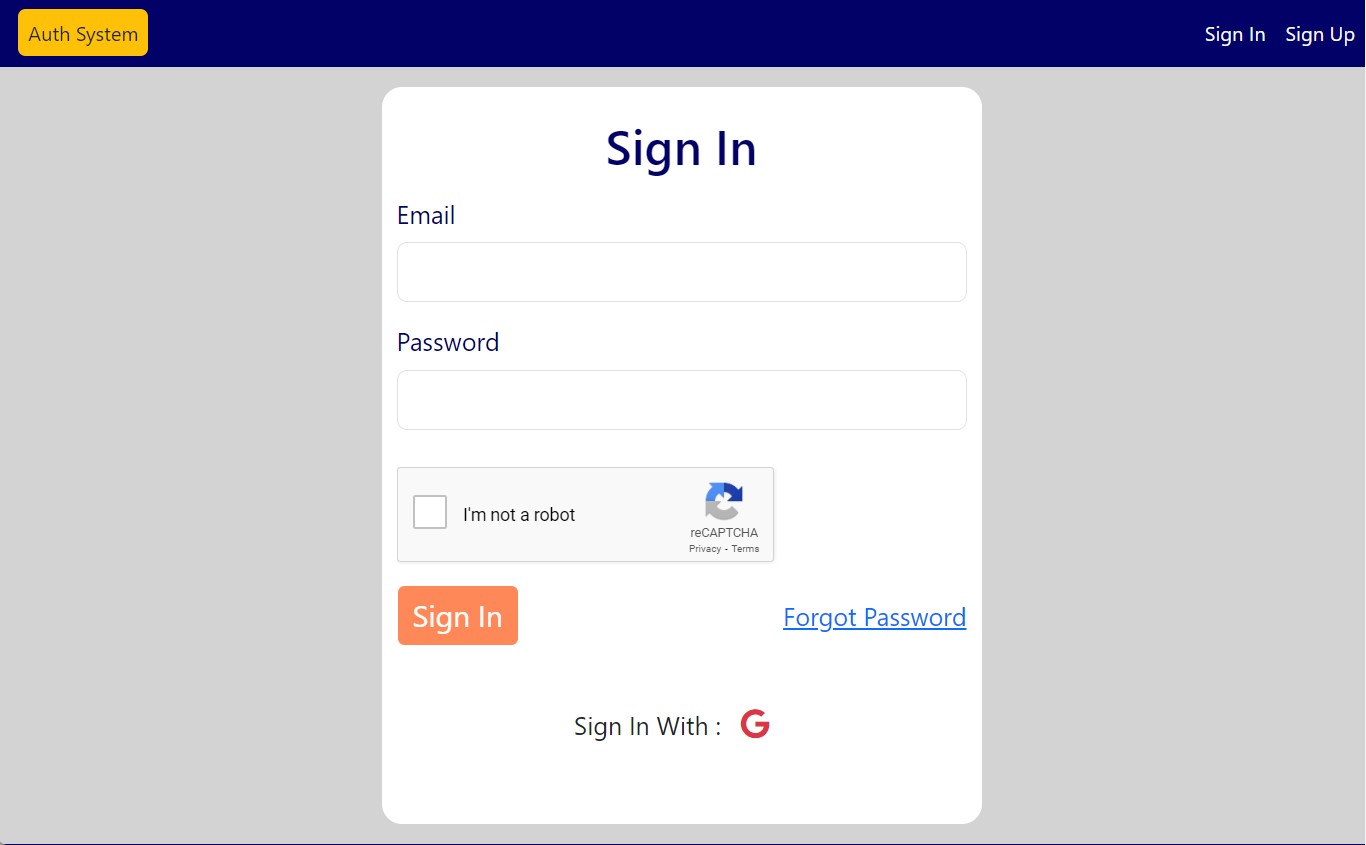 Auth System
Sign In Sign Up
Sign In
Email
Password
I'm not a robot
reCAPTCHA
Privacy - Terms
Sign In
Forgot Password
Sign In With :